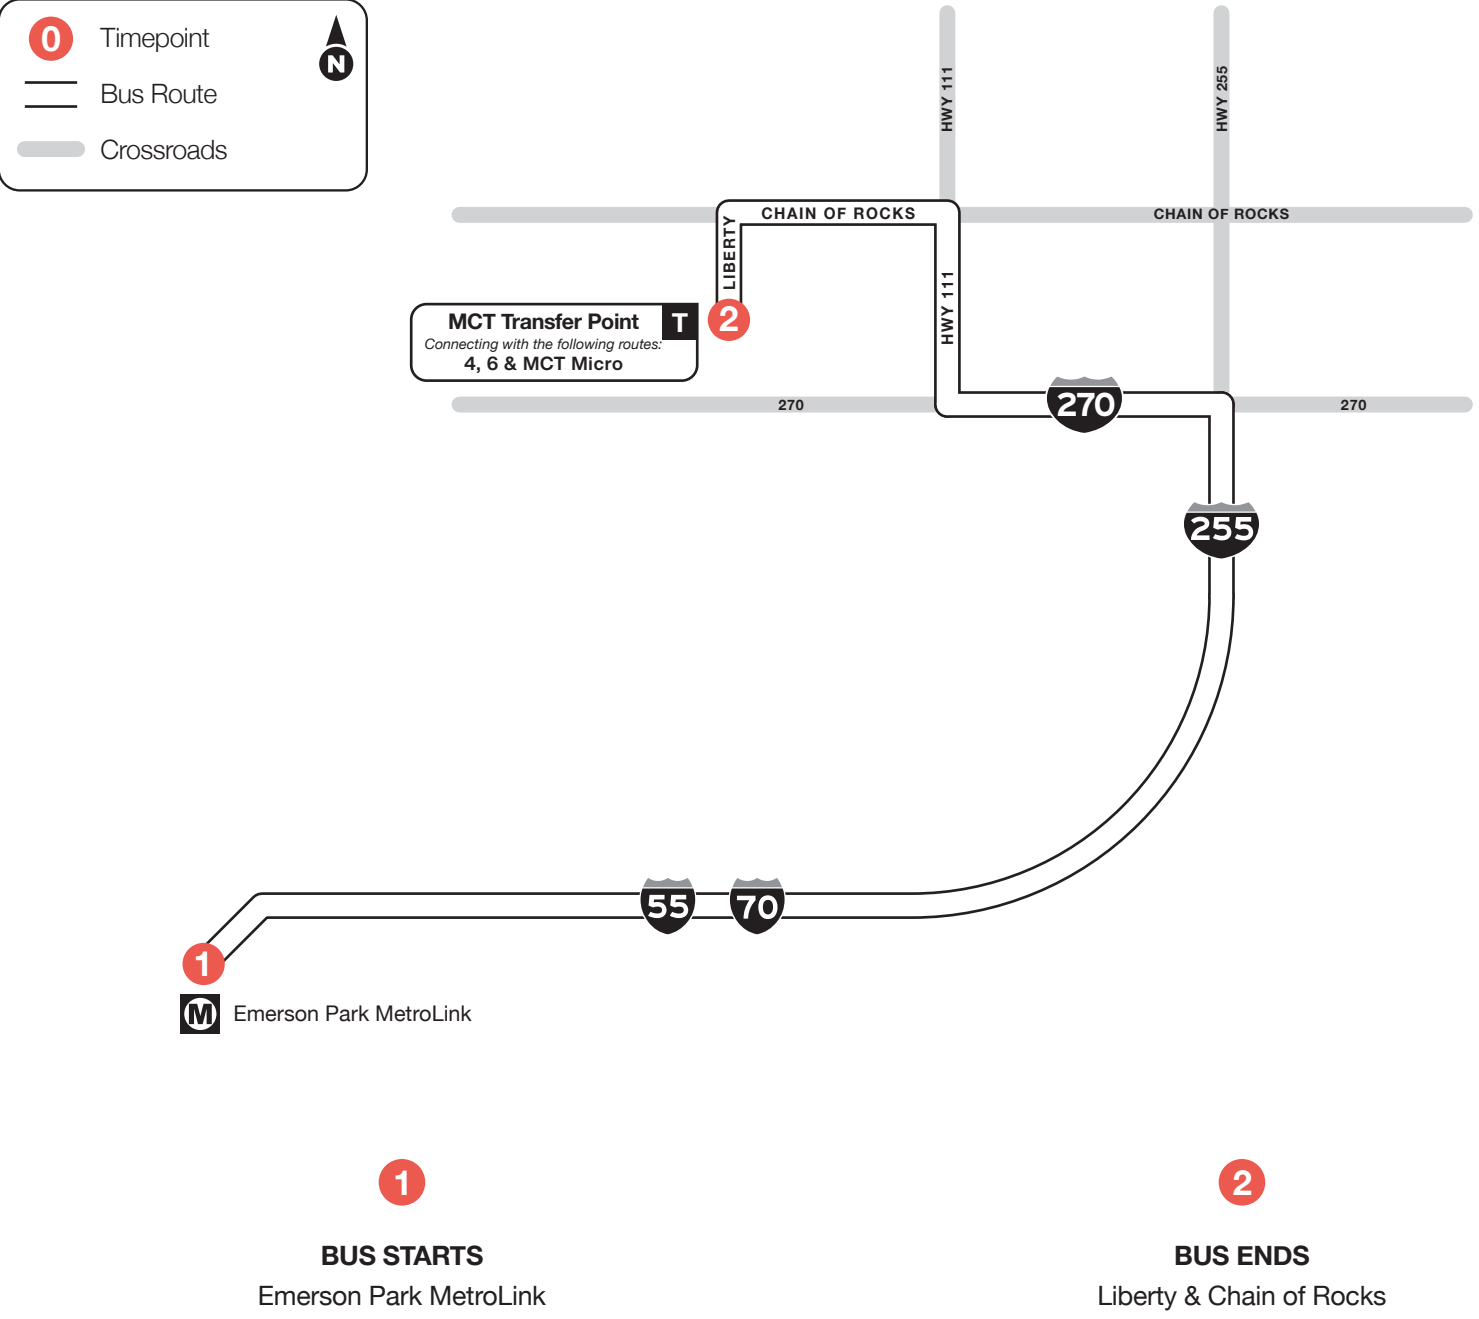 0 Timepoint
N
Bus Route
Crossroads
HWY 111
HWY 255
CHAIN OF ROCKS
CHAIN OF ROCKS
LIBERTY
HWY 111
MCT Transfer Point T
Connecting with the following routes:
4, 6 & MCT Micro
2
270
270
270
255
55 70
1
M Emerson Park MetroLink
1
BUS STARTS
Emerson Park MetroLink
2
BUS ENDS
Liberty & Chain of Rocks